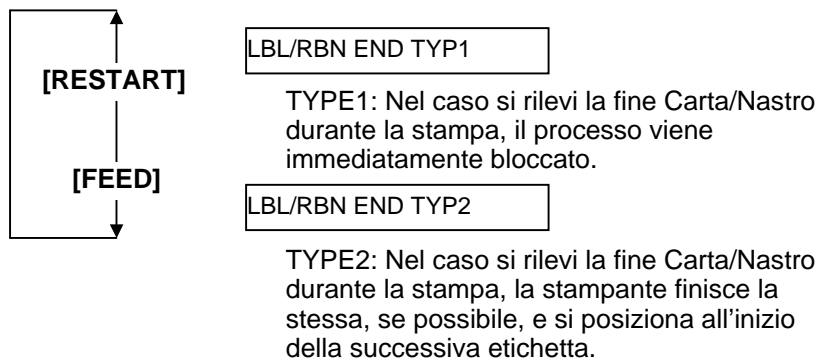 LBL/RBN END TYP1
[RESTART]
TYPE1: Nel caso si rilevi la fine Carta/Nastro
durante la stampa, il processo viene
immediatamente bloccato.
[FEED]
LBL/RBN END TYP2
TYPE2: Nel caso si rilevi la fine Carta/Nastro
durante la stampa, la stampante finisce la
stessa, se possibile, e si posiziona all’inizio
della successiva etichetta.